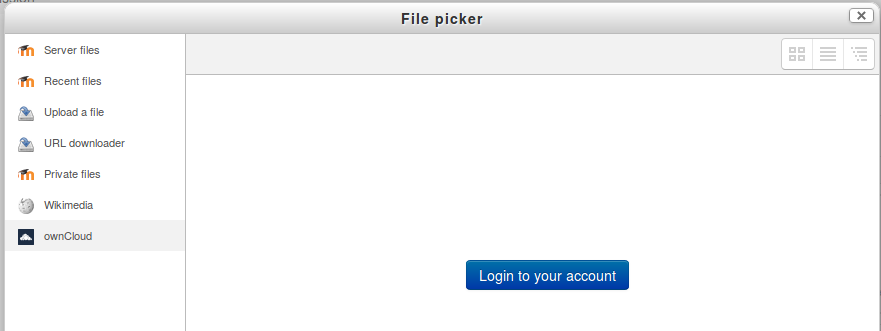 File picker
Server files
Recent files
Upload a file
URL downloader
Private files
Wikimedia
ownCloud
Login to your account